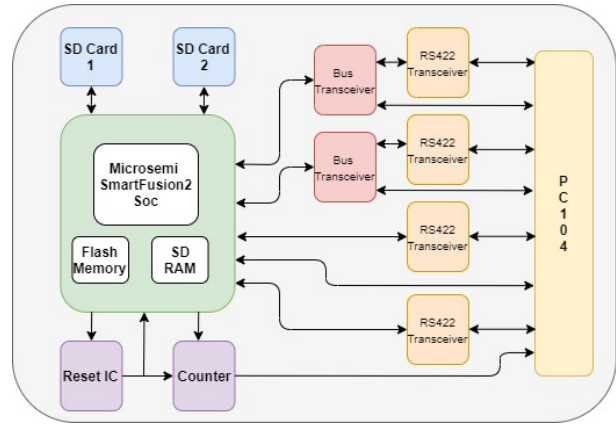 SD Card
1
SD Card
2
Bus
Transceiver
RS422
Transceiver
Microsemi
SmartFusion2
Soc
Flash
Memory
SD
RAM
Bus
Transceiver
RS422
Transceiver
RS422
Transceiver
RS422
Transceiver
P
C
1
0
4
Reset IC
Counter